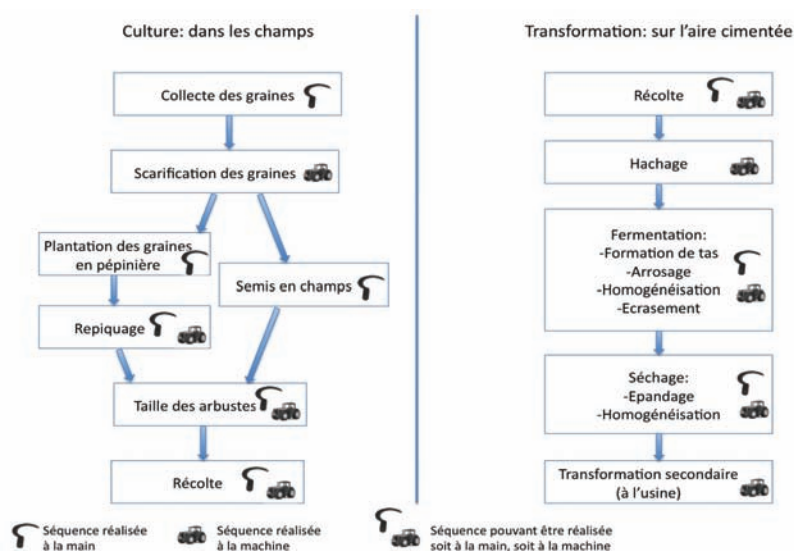 Culture: dans les champs
Collecte des graines
Scarification des graines
Plantation des graines
en pépinière
Semis en champs
Repiquage
Taille des arbustes
Récolte
Transformation: sur l'aire cimentée
Récolte
Hachage
Fermentation:
-Formation de tas
-Arrosage
-Homogénéisation
-Ecrasement
Séchage:
-Epandage
-Homogénéisation
Transformation secondaire
(à l'usine)
Séquence réalisée
à la main
Séquence réalisée
à la machine
Séquence pouvant être réalisée
soit à la main, soit à la machine